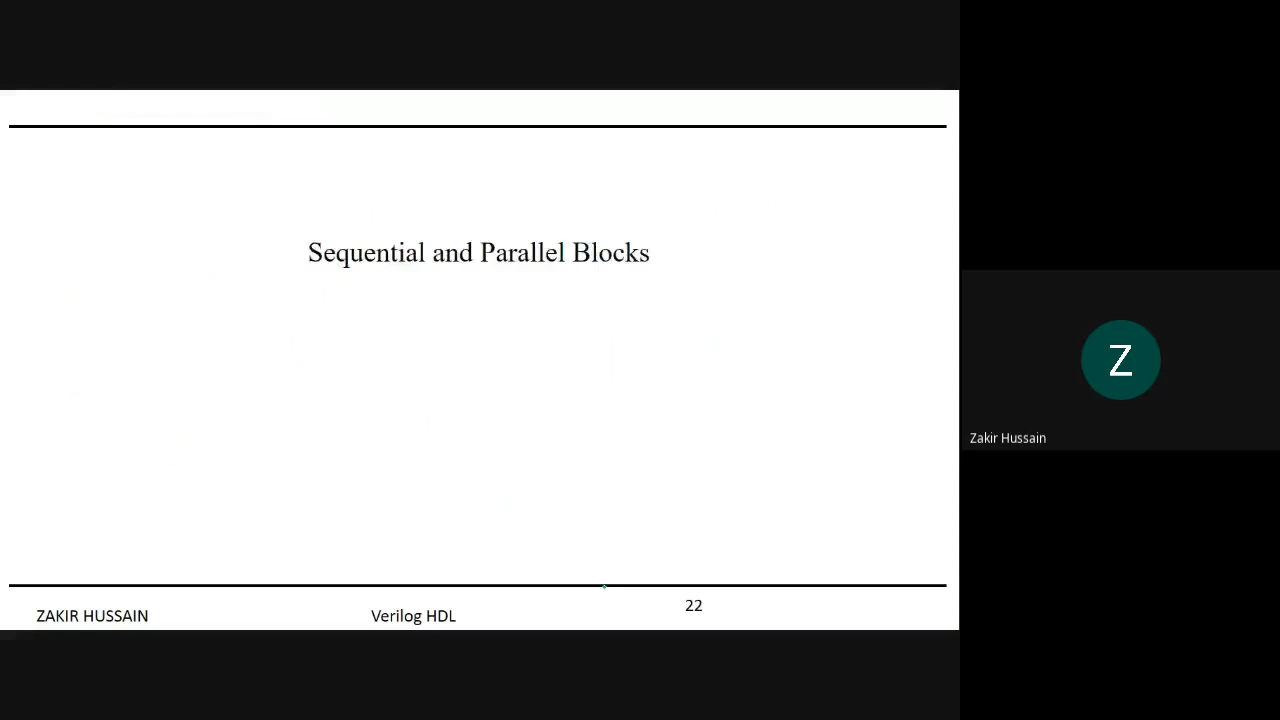 Sequential and Parallel Blocks
Z
Zakir Hussain
ZAKIR HUSSAIN
Verilog HDL
22